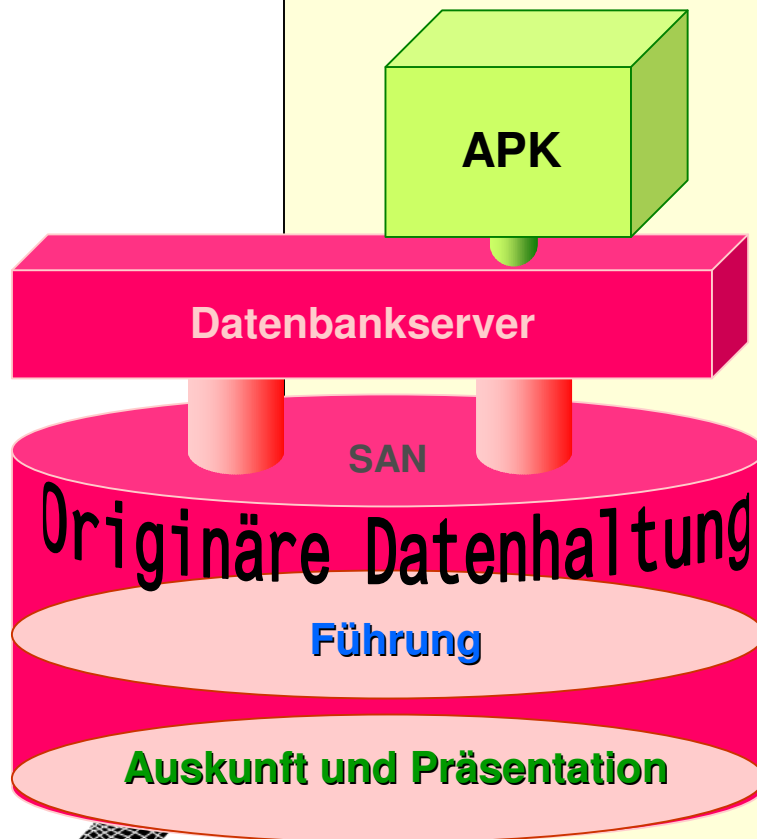 APK
Datenbankserver
SAN
Originäre Datenhaltung
Führung
Auskunft und Präsentation